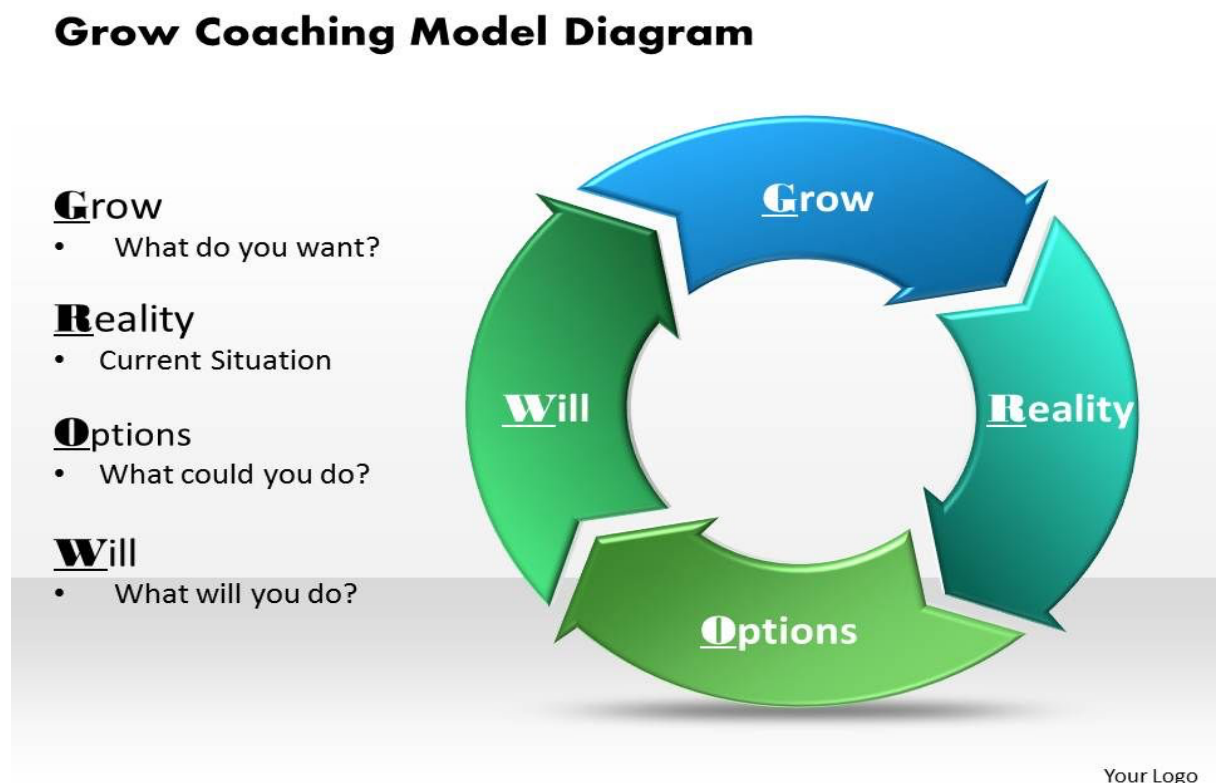 Grow Coaching Model Diagram
Grow
• What do you want?
Reality
• Current Situation
Options
• What could you do?
Will
• What will you do?
Grow
Reality
Options
Will
Your Logo